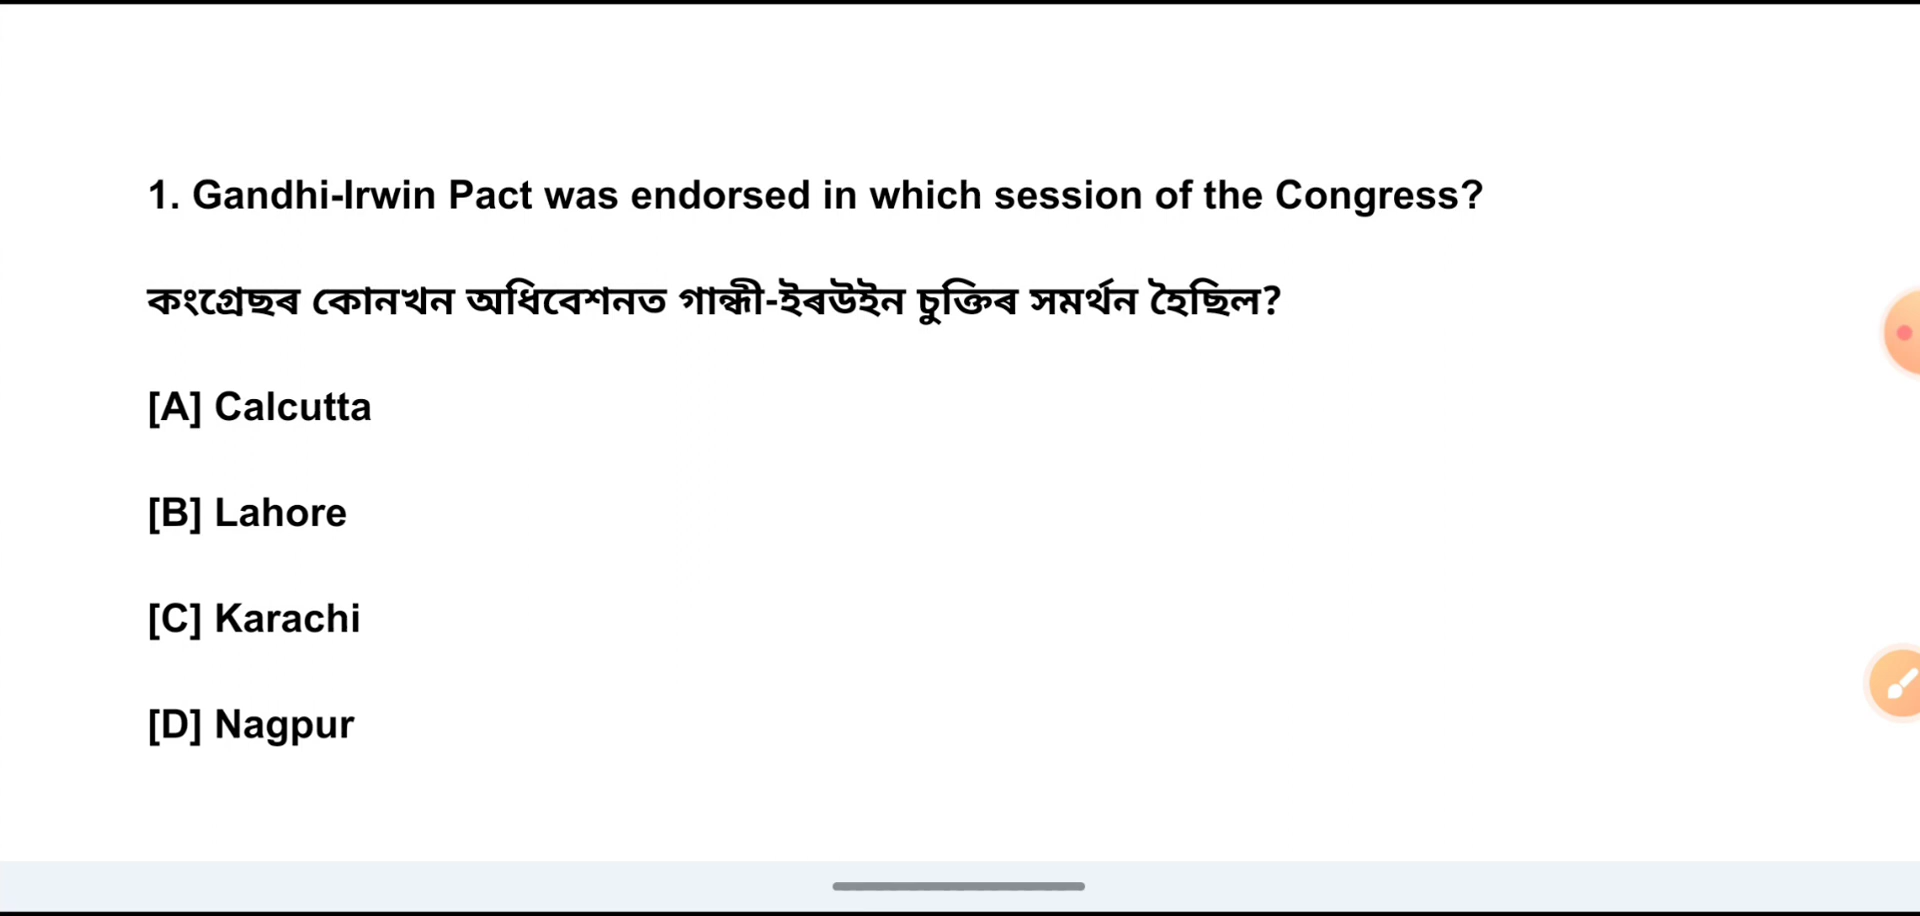 1. Gandhi-Irwin Pact was endorsed in which session of the Congress?
কংগ্ৰেছৰ কোনখন অধিবেশনত গান্ধী-ইৰউইন চুক্তিৰ সমৰ্থন হৈছিল?
[A] Calcutta
[B] Lahore
[C] Karachi
[D] Nagpur